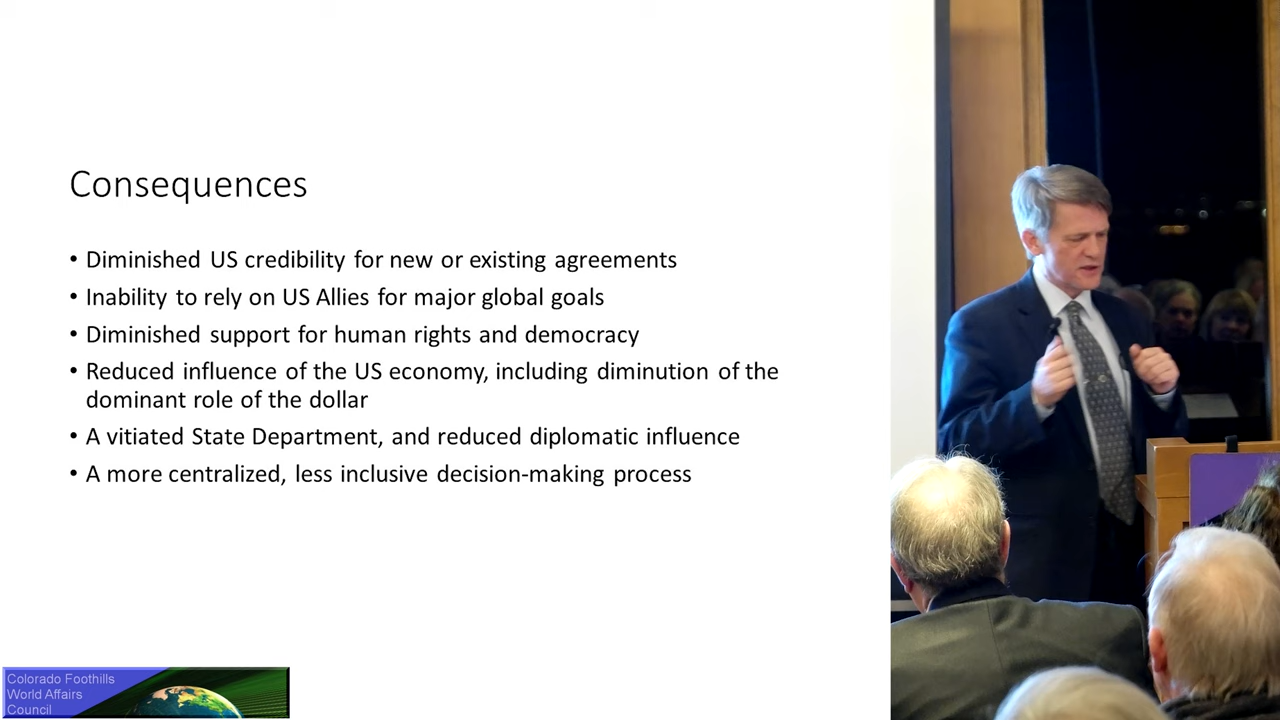 Consequences
• Diminished US credibility for new or existing agreements
• Inability to rely on US Allies for major global goals
• Diminished support for human rights and democracy
• Reduced influence of the US economy, including diminution of the
dominant role of the dollar
• A vitiated State Department, and reduced diplomatic influence
• A more centralized, less inclusive decision-making process
Colorado Foothills
World Affairs
Council